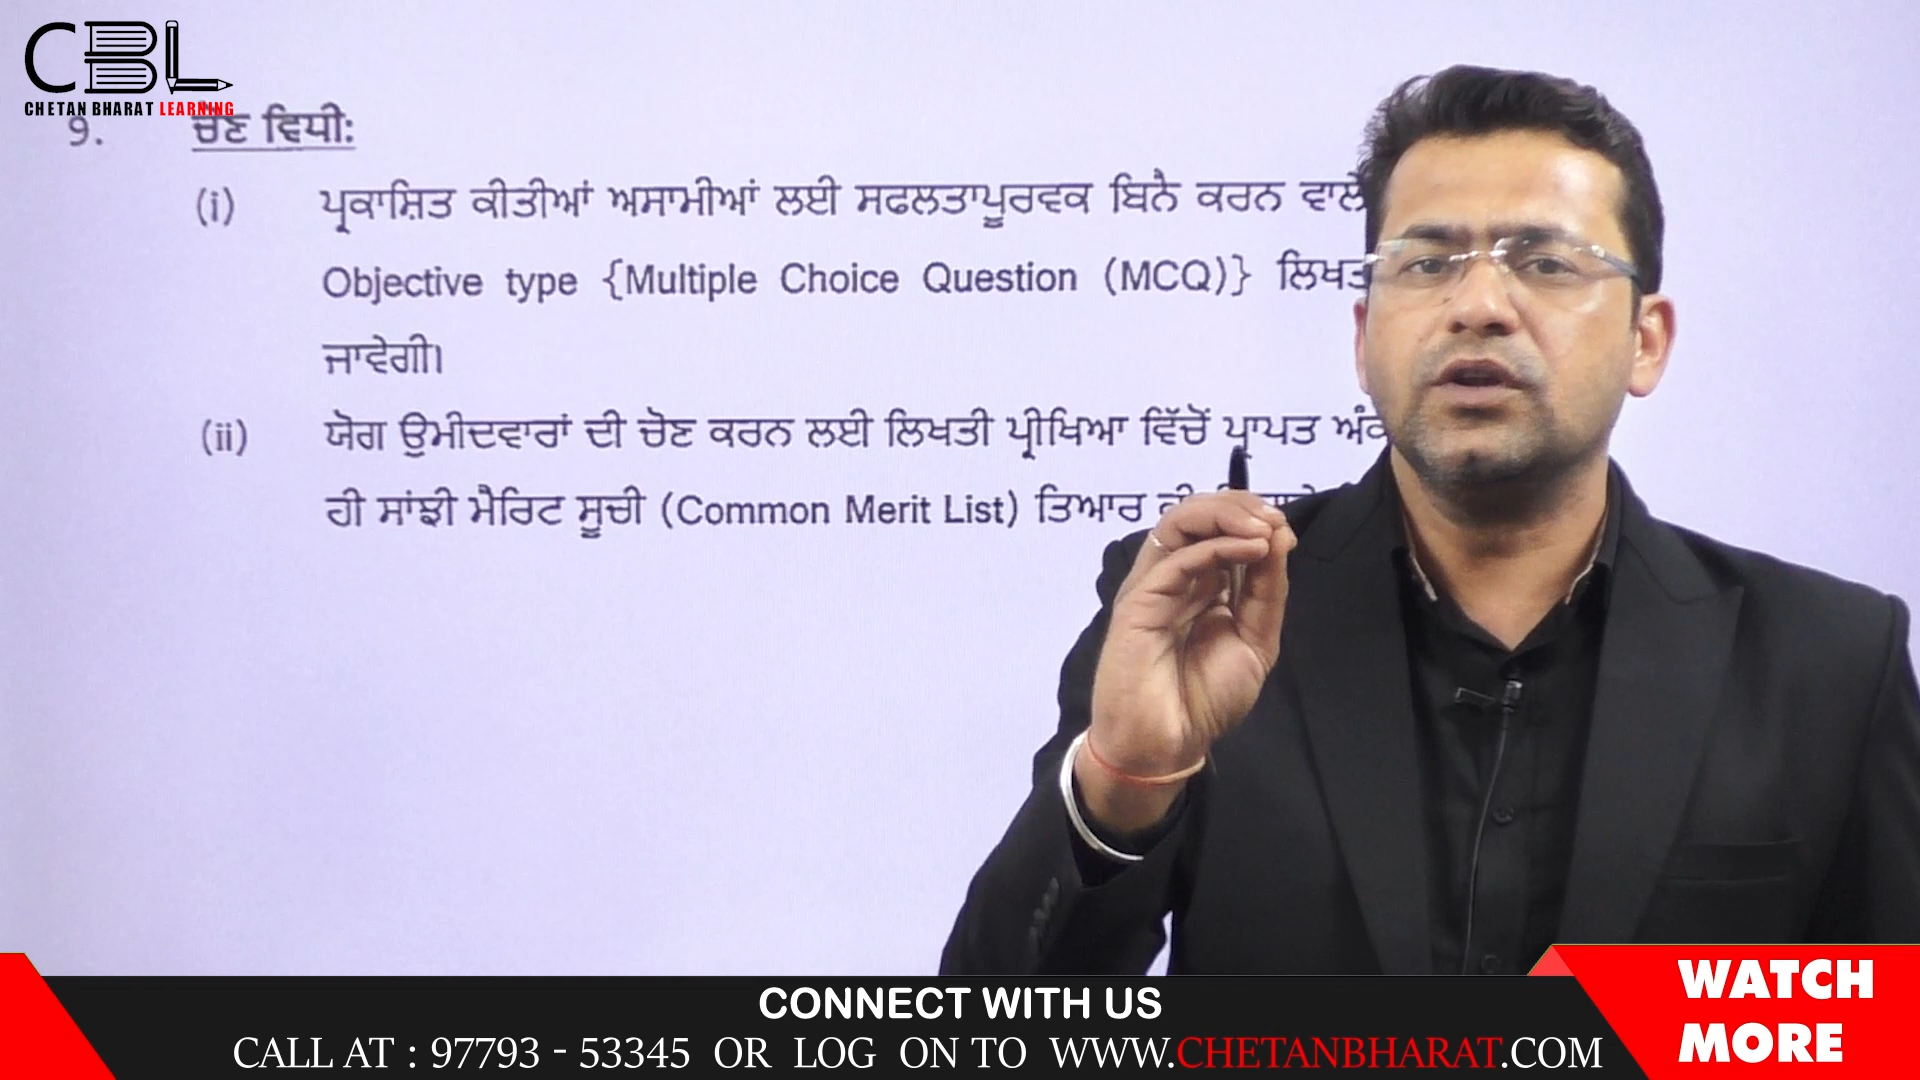 CBL
CHETAN BHARAT LEARNING
9. ਚੋਣ ਵਿਧੀ:
(i) ਪ੍ਰਕਾਸ਼ਿਤ ਕੀਤੀਆਂ ਅਸਾਮੀਆਂ ਲਈ ਸਫਲਤਾਪੂਰਵਕ ਬਿਨੈ ਕਰਨ ਵਾਲੇ
Objective type {Multiple Choice Question (MCQ)} ਲਿਖਤ
ਜਾਵੇਗੀ।
(ii) ਯੋਗ ਉਮੀਦਵਾਰਾਂ ਦੀ ਚੋਣ ਕਰਨ ਲਈ ਲਿਖਤੀ ਪ੍ਰੀਖਿਆ ਵਿੱਚੋਂ ਪ੍ਰਾਪਤ ਅੰਕ
ਹੀ ਸਾਂਝੀ ਮੈਰਿਟ ਸੂਚੀ (Common Merit List) ਤਿਆਰ
CONNECT WITH US
CALL AT : 97793 - 53345 OR LOG ON TO WWW.CHETANBHARAT.COM
WATCH
MORE